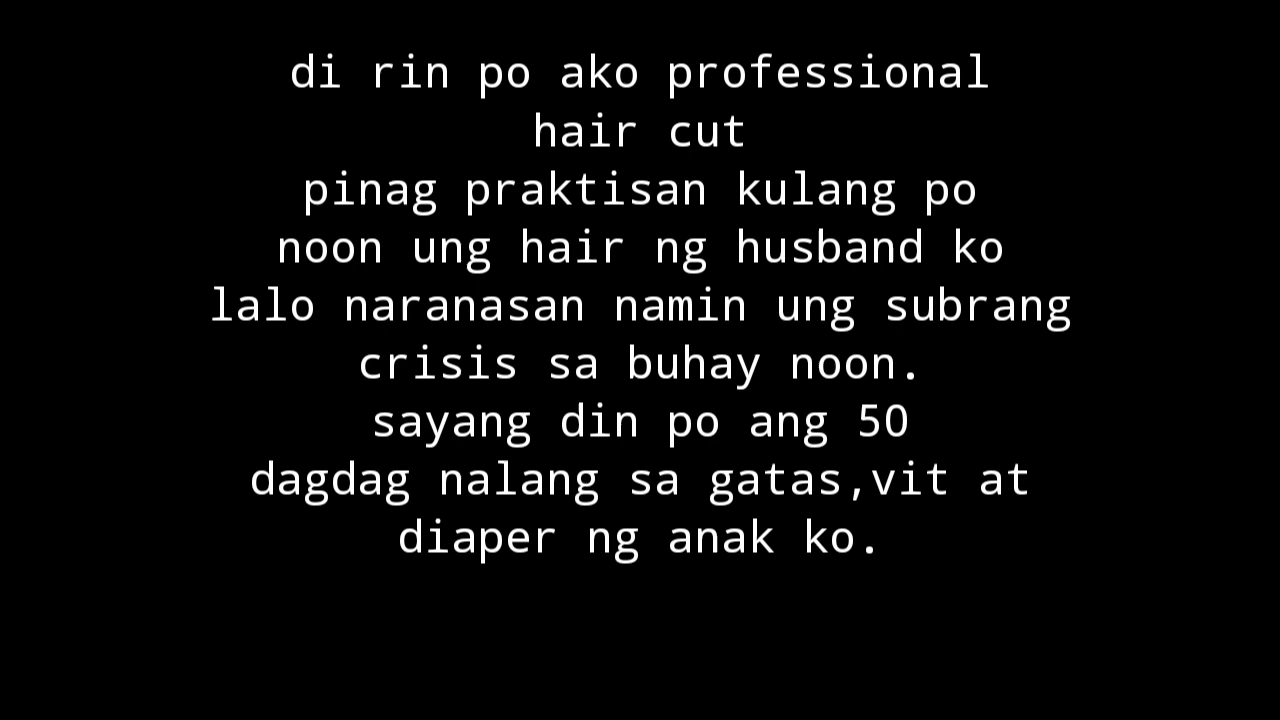 di rin po ako professional
hair cut
pinag praktisan kulang po
noon ung hair ng husband ko
lalo naranasan namin ung subrang
crisis sa buhay noon.
sayang din po ang 50
dagdag nalang sa gatas,vit at
diaper ng anak ko.